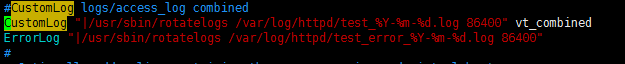 #CustomLog logs/access_log combined
CustomLog "|/usr/sbin/rotatelogs /var/log/httpd/test_%Y-%m-%d.log 86400" vt_combined
ErrorLog "|/usr/sbin/rotatelogs /var/log/httpd/test_error_%Y-%m-%d.log 86400"
#